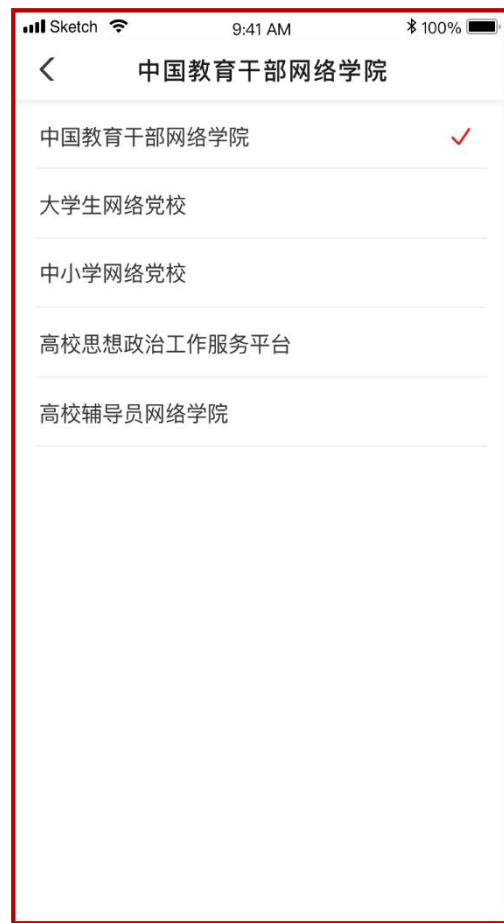 Sketch 9:41 AM 100%
中国教育干部网络学院
中国教育干部网络学院
大学生网络党校
中小学网络党校
高校思想政治工作服务平台
高校辅导员网络学院